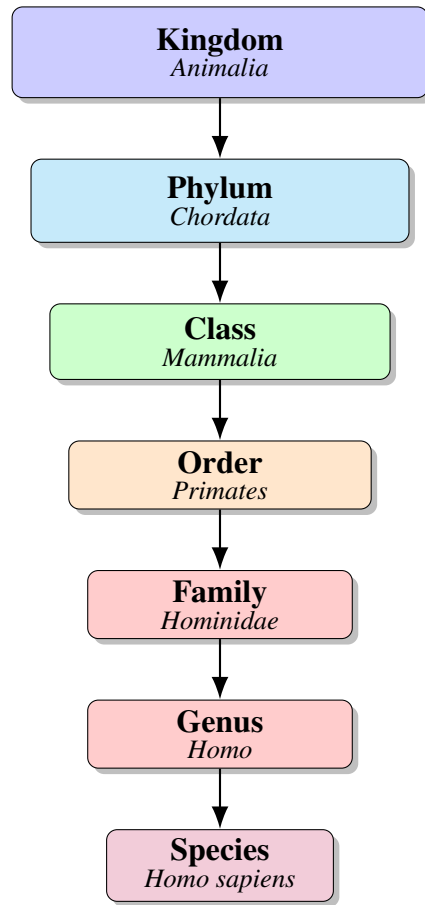 Kingdom
Animalia
Phylum
Chordata
Class
Mammalia
Order
Primates
Family
Hominidae
Genus
Homo
Species
Homo sapiens